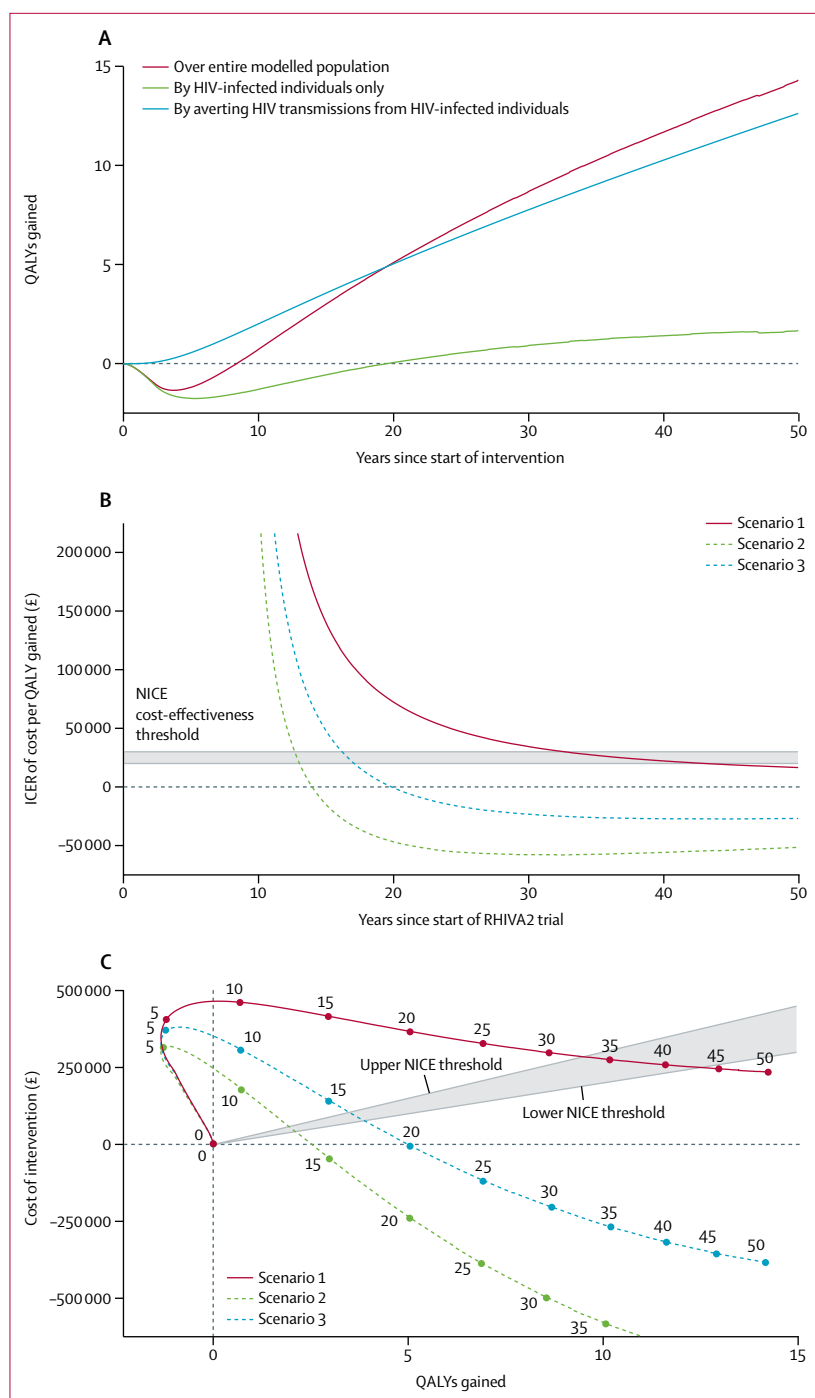 A
Over entire modelled population
By HIV-infected individuals only
By averting HIV transmissions from HIV-infected individuals
15
10
5
0
QALYs gained
0 10 20 30 40 50
Years since start of intervention
B
Scenario 1
Scenario 2
Scenario 3
200 000
150 000
100 000
50 000
0
–50 000
ICER of cost per QALY gained (£)
NICE
cost-effectiveness
threshold
0 10 20 30 40 50
Years since start of RHIVA2 trial
C
500 000
250 000
0
–250 000
–500 000
Cost of intervention (£)
5 10 15 20 25 30 35 40 45 50
5 10 15 20 25 30 35 40 45 50
5 10 15 20 25 30 35
0
0
Upper NICE threshold
Lower NICE threshold
Scenario 1
Scenario 2
Scenario 3
0 5 10 15
QALYs gained